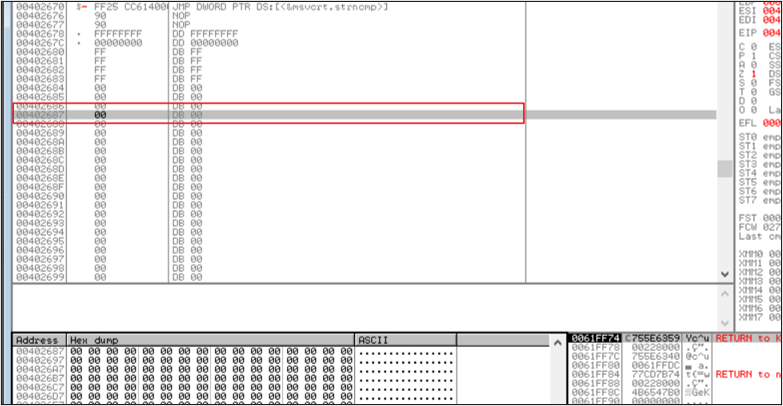 00402670 $- FF25 CC614000 JMP DWORD PTR DS:[<&msvcrt.strncmp>]
00402676 90 NOP
00402677 90 NOP
00402678 . FFFFFFFF DD FFFFFFFF
0040267C . 00000000 DD 00000000
00402680 FF DB FF
00402681 FF DB FF
00402682 FF DB FF
00402683 FF DB FF
00402684 00 DB 00
00402685 00 DB 00
00402686 00 DB 00
00402687 00 DB 00
00402688 00 DB 00
00402689 00 DB 00
0040268A 00 DB 00
0040268B 00 DB 00
0040268C 00 DB 00
0040268D 00 DB 00
0040268E 00 DB 00
0040268F 00 DB 00
00402690 00 DB 00
00402691 00 DB 00
00402692 00 DB 00
00402693 00 DB 00
00402694 00 DB 00
00402695 00 DB 00
00402696 00 DB 00
00402697 00 DB 00
00402698 00 DB 00
00402699 00 DB 00
ESI 004
EDI 004
EIP 004
C 0 ES
P 1 CS
A 0 SS
Z 1 DS
S 0 FS
T 0 GS
D 0
O 0 La
EFL 000
ST0 emp
ST1 emp
ST2 emp
ST3 emp
ST4 emp
ST5 emp
ST6 emp
ST7 emp
FST 000
FCW 027
Last cm
XMM0 00
XMM1 00
XMM2 00
XMM3 00
XMM4 00
XMM5 00
XMM6 00
XMM7 00
Address Hex dump ASCII
00402687 00 00 00 00 00 00 00 00 00 00 00 00 00 00 00 00 ................
00402697 00 00 00 00 00 00 00 00 00 00 00 00 00 00 00 00 ................
004026A7 00 00 00 00 00 00 00 00 00 00 00 00 00 00 00 00 ................
004026B7 00 00 00 00 00 00 00 00 00 00 00 00 00 00 00 00 ................
004026C7 00 00 00 00 00 00 00 00 00 00 00 00 00 00 00 00 ................
004026D7 00 00 00 00 00 00 00 00 00 00 00 00 00 00 00 00 ................
0061FF74 C755E6359 Yc^u RETURN to K
0061FF78 00228000 .Ç".
0061FF7C 755E6340 @c^u
0061FF80 0061FFDC ▄ a.
0061FF84 77CD7B74 t{=w RETURN to n
0061FF88 00228000 .Ç".
0061FF8C 4B6547B0 ▒GeK
0061FF90 00000000